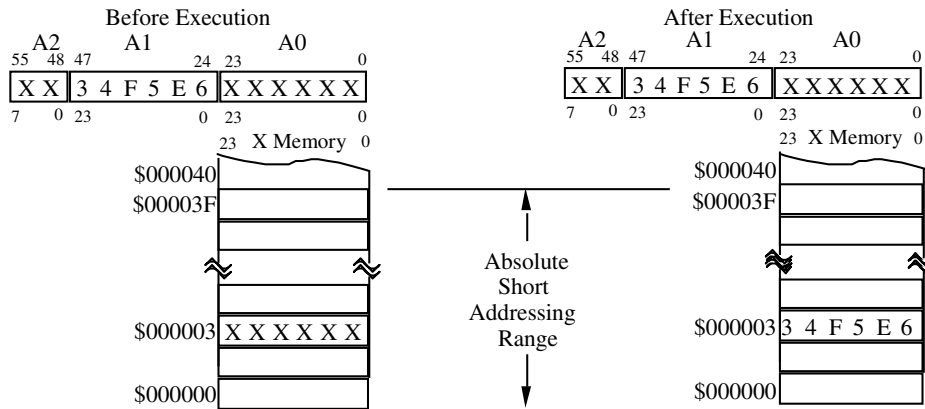 Before Execution
A2 A1 A0
55 48 47 24 23 0
X X 3 4 F 5 E 6 X X X X X X
7 0 23 0 23 0
23 X Memory 0
$000040
$00003F
$000003 X X X X X X
$000000
Absolute
Short
Addressing
Range
After Execution
A2 A1 A0
55 48 47 24 23 0
X X 3 4 F 5 E 6 X X X X X X
7 0 23 0 23 0
23 X Memory 0
$000040
$00003F
$000003 3 4 F 5 E 6
$000000